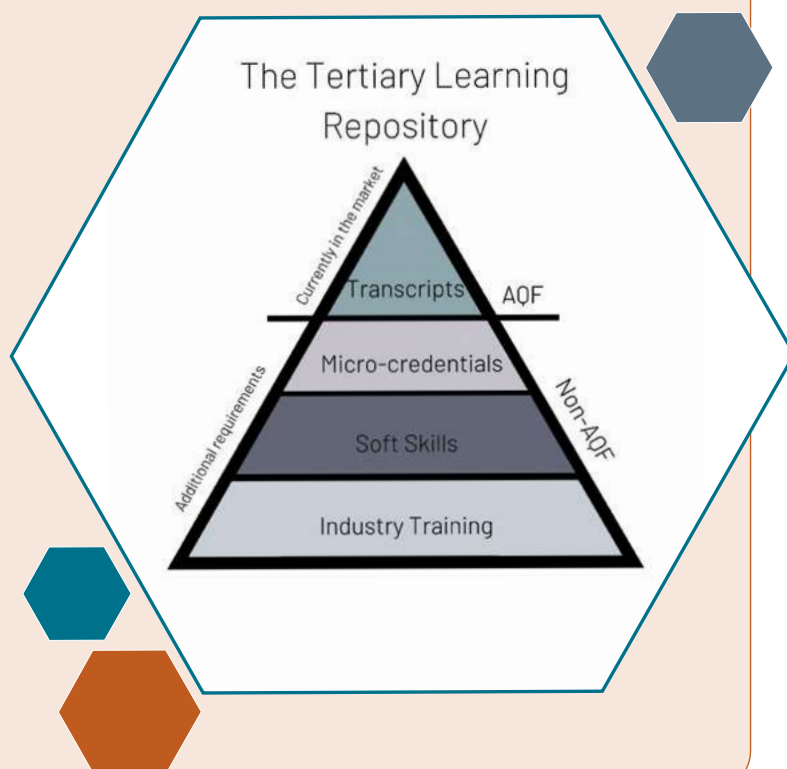 The Tertiary Learning
Repository
Currently in the market
Transcripts
AQF
Micro-credentials
Additional requirements
Non-AQF
Soft Skills
Industry Training